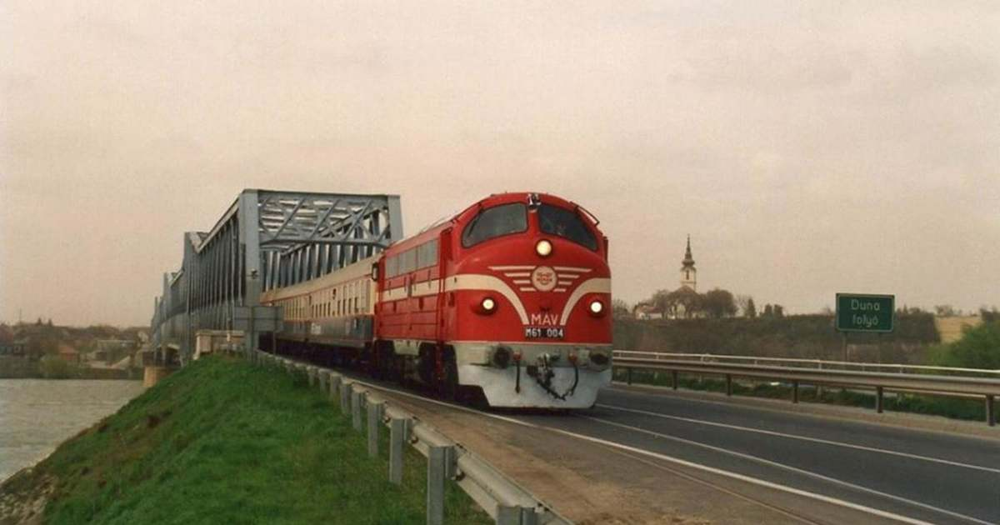 MÁV
M61 004
Duna
folyó